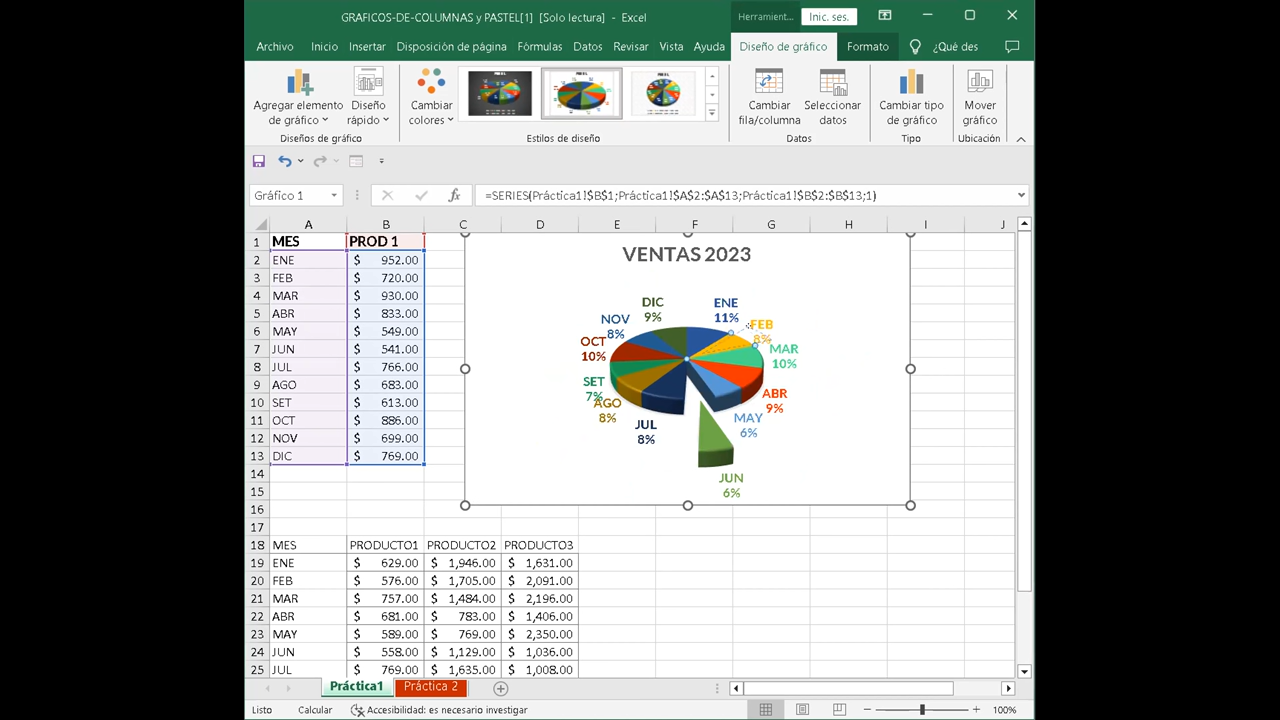 GRAFICOS-DE-COLUMNAS y PASTEL[1] [Solo lectura] - Excel
Herramient...
Inic. ses.
Archivo Inicio Insertar Disposición de página Fórmulas Datos Revisar Vista Ayuda Diseño de gráfico Formato ¿Qué des
Agregar elemento de gráfico
Diseño rápido
Cambiar colores
Cambiar fila/columna
Seleccionar datos
Cambiar tipo de gráfico
Mover gráfico
Diseños de gráfico Estilos de diseño Datos Tipo Ubicación
Gráfico 1 fx =SERIES(Práctica1!$B$1;Práctica1!$A$2:$A$13;Práctica1!$B$2:$B$13;1)
A B C D E F G H I J
1 MES PROD 1
2 ENE $ 952.00
3 FEB $ 720.00
4 MAR $ 930.00
5 ABR $ 833.00
6 MAY $ 549.00
7 JUN $ 541.00
8 JUL $ 766.00
9 AGO $ 683.00
10 SET $ 613.00
11 OCT $ 886.00
12 NOV $ 699.00
13 DIC $ 769.00
14
15
16
17
VENTAS 2023
ENE
11%
FEB
8%
MAR
10%
ABR
9%
MAY
6%
JUN
6%
JUL
8%
AGO
8%
SET
7%
OCT
10%
NOV
8%
DIC
9%
18 MES PRODUCTO1 PRODUCTO2 PRODUCTO3
19 ENE $ 629.00 $ 1,946.00 $ 1,631.00
20 FEB $ 576.00 $ 1,705.00 $ 2,091.00
21 MAR $ 757.00 $ 1,484.00 $ 2,196.00
22 ABR $ 681.00 $ 783.00 $ 1,406.00
23 MAY $ 589.00 $ 769.00 $ 2,350.00
24 JUN $ 558.00 $ 1,129.00 $ 1,036.00
25 JUL $ 769.00 $ 1,635.00 $ 1,008.00
Práctica1 Práctica 2
Listo Calcular Accesibilidad: es necesario investigar 100%